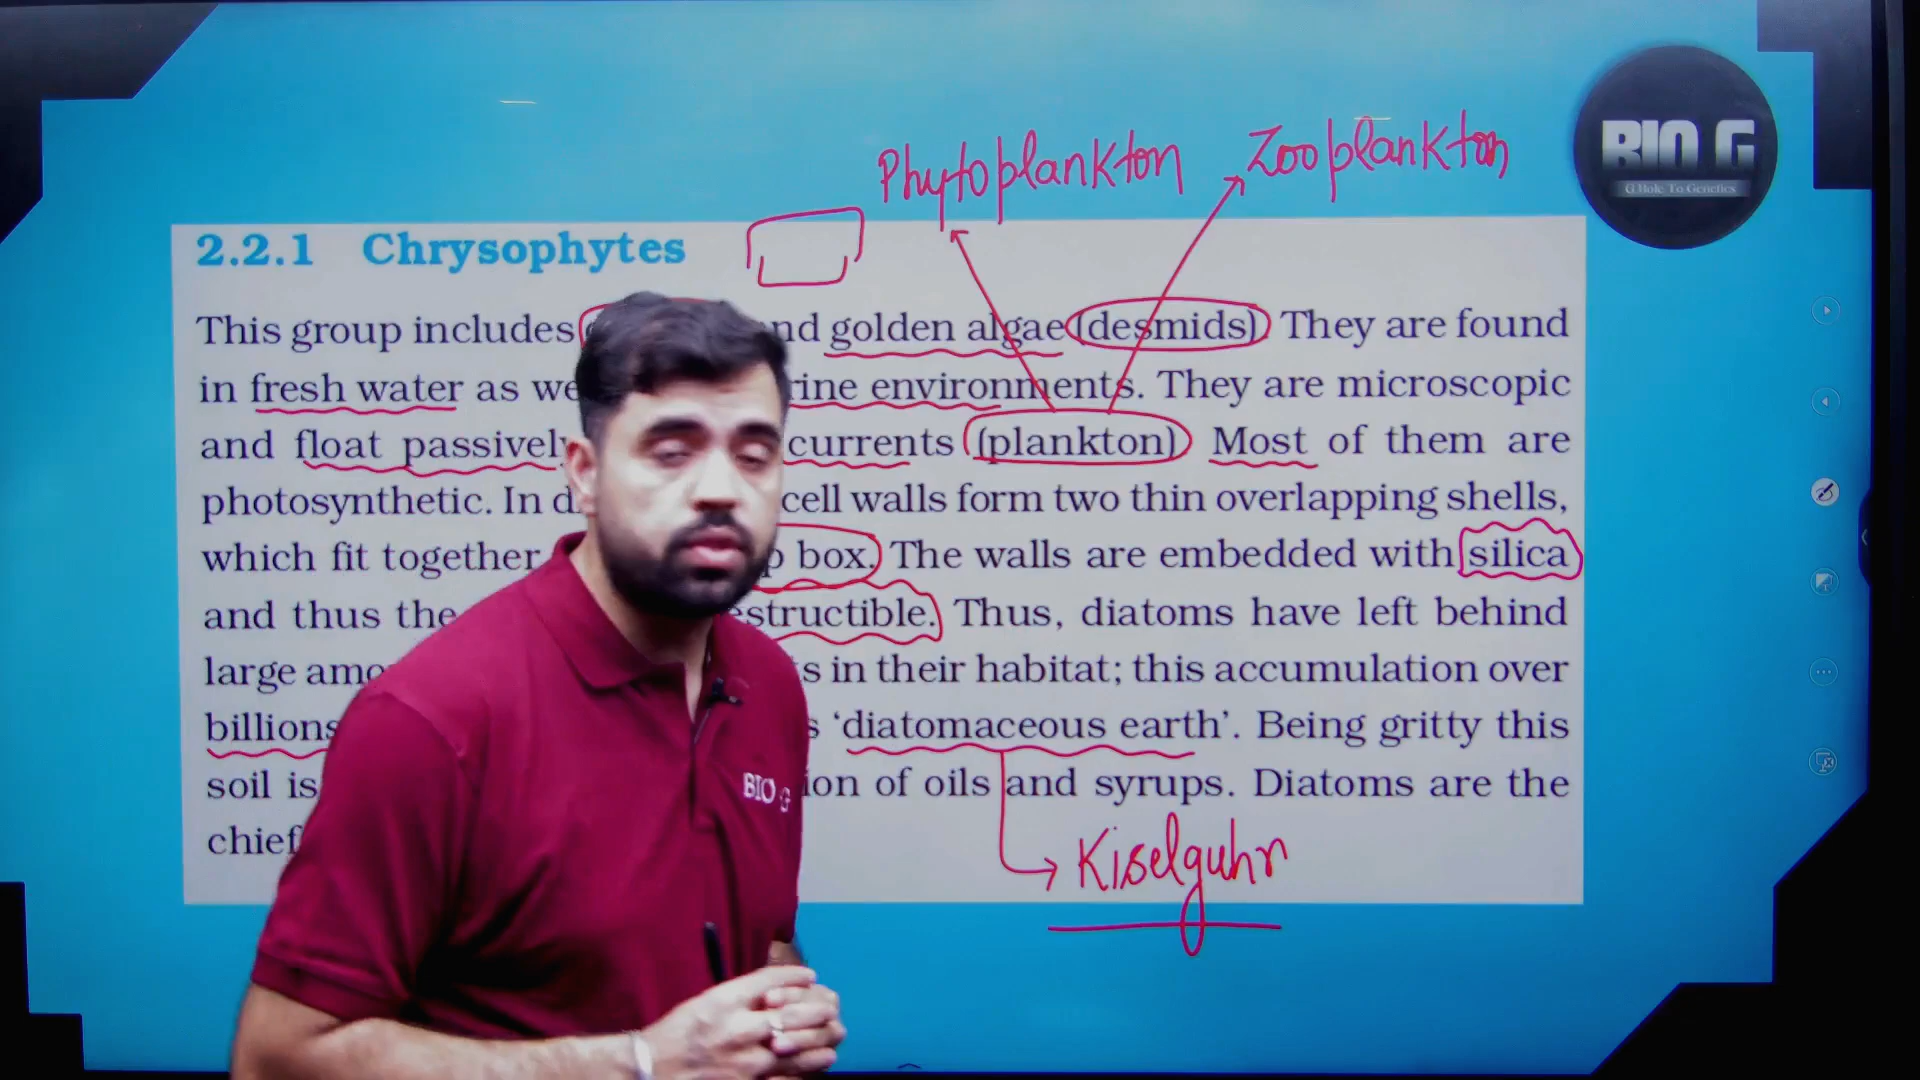 Phytoplankton Zooplankton
BIO G
G Hole To Genetics
2.2.1 Chrysophytes
This group includes nd golden algae (desmids) They are found
in fresh water as we rine environments. They are microscopic
and float passively currents (plankton) Most of them are
photosynthetic. In d cell walls form two thin overlapping shells,
which fit together p box. The walls are embedded with silica
and thus the structible. Thus, diatoms have left behind
large amo s in their habitat; this accumulation over
billions s ‘diatomaceous earth’. Being gritty this
soil is ion of oils and syrups. Diatoms are the
chief
Kiselguhr
BIO G